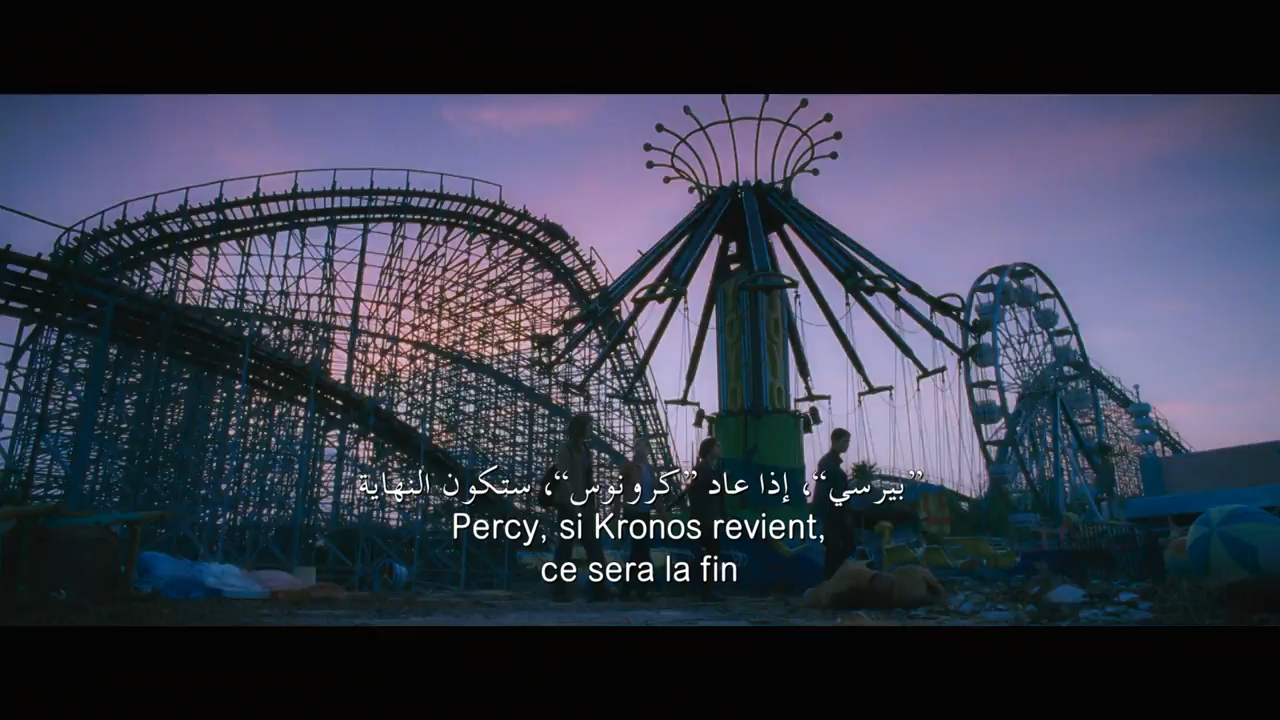 ”بيرسي“، إذا عاد ”كرونوس“، ستكون النهاية
Percy, si Kronos revient,
ce sera la fin